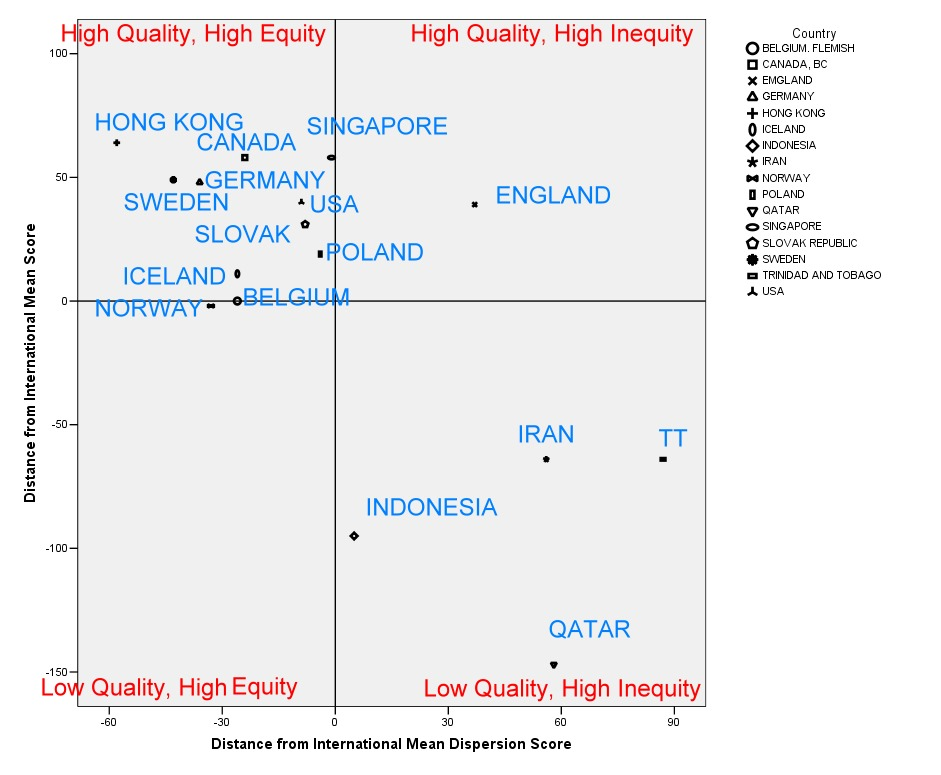 High Quality, High Equity
High Quality, High Inequity
Country
BELGIUM. FLEMISH
CANADA, BC
EMGLAND
GERMANY
HONG KONG
ICELAND
INDONESIA
IRAN
NORWAY
POLAND
QATAR
SINGAPORE
SLOVAK REPUBLIC
SWEDEN
TRINIDAD AND TOBAGO
USA
100
50
0
-50
-100
-150
Distance from International Mean Score
HONG KONG
SINGAPORE
CANADA
GERMANY
ENGLAND
SWEDEN
USA
SLOVAK
POLAND
ICELAND
BELGIUM
NORWAY
IRAN
TT
INDONESIA
QATAR
Low Quality, High Equity
Low Quality, High Inequity
-60
-30
0
30
60
90
Distance from International Mean Dispersion Score